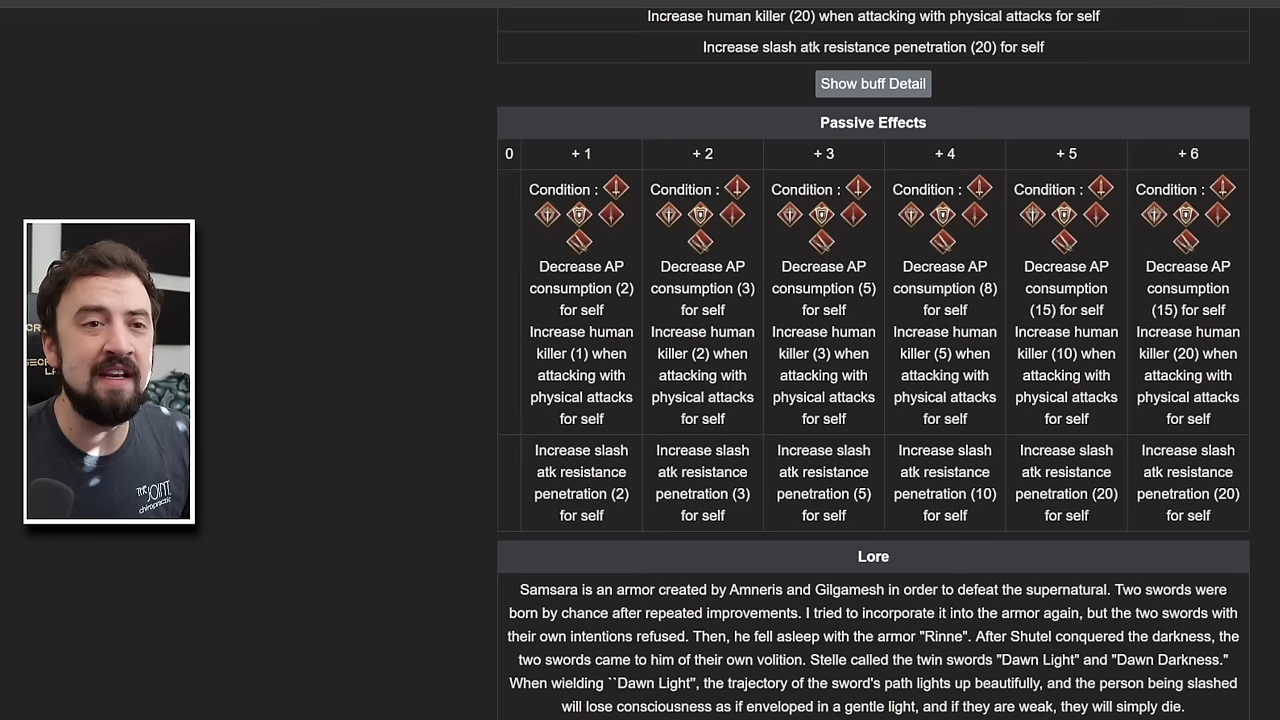 Increase human killer (20) when attacking with physical attacks for self
Increase slash atk resistance penetration (20) for self
Show buff Detail
Passive Effects
0 + 1 + 2 + 3 + 4 + 5 + 6
Condition : Condition : Condition : Condition : Condition : Condition :
Decrease AP Decrease AP Decrease AP Decrease AP Decrease AP Decrease AP
consumption (2) consumption (3) consumption (5) consumption (8) consumption consumption
for self for self for self for self (15) for self (15) for self
Increase human Increase human Increase human Increase human Increase human Increase human
killer (1) when killer (2) when killer (3) when killer (5) when killer (10) when killer (20) when
attacking with attacking with attacking with attacking with attacking with attacking with
physical attacks physical attacks physical attacks physical attacks physical attacks physical attacks
for self for self for self for self for self for self
Increase slash Increase slash Increase slash Increase slash Increase slash Increase slash
atk resistance atk resistance atk resistance atk resistance atk resistance atk resistance
penetration (2) penetration (3) penetration (5) penetration (10) penetration (20) penetration (20)
for self for self for self for self for self for self
Lore
Samsara is an armor created by Amneris and Gilgamesh in order to defeat the supernatural. Two swords were
born by chance after repeated improvements. I tried to incorporate it into the armor again, but the two swords with
their own intentions refused. Then, he fell asleep with the armor "Rinne". After Shutel conquered the darkness, the
two swords came to him of their own volition. Stelle called the twin swords "Dawn Light" and "Dawn Darkness."
When wielding ``Dawn Light'', the trajectory of the sword's path lights up beautifully, and the person being slashed
will lose consciousness as if enveloped in a gentle light, and if they are weak, they will simply die.
THE JOINT
chiropractic